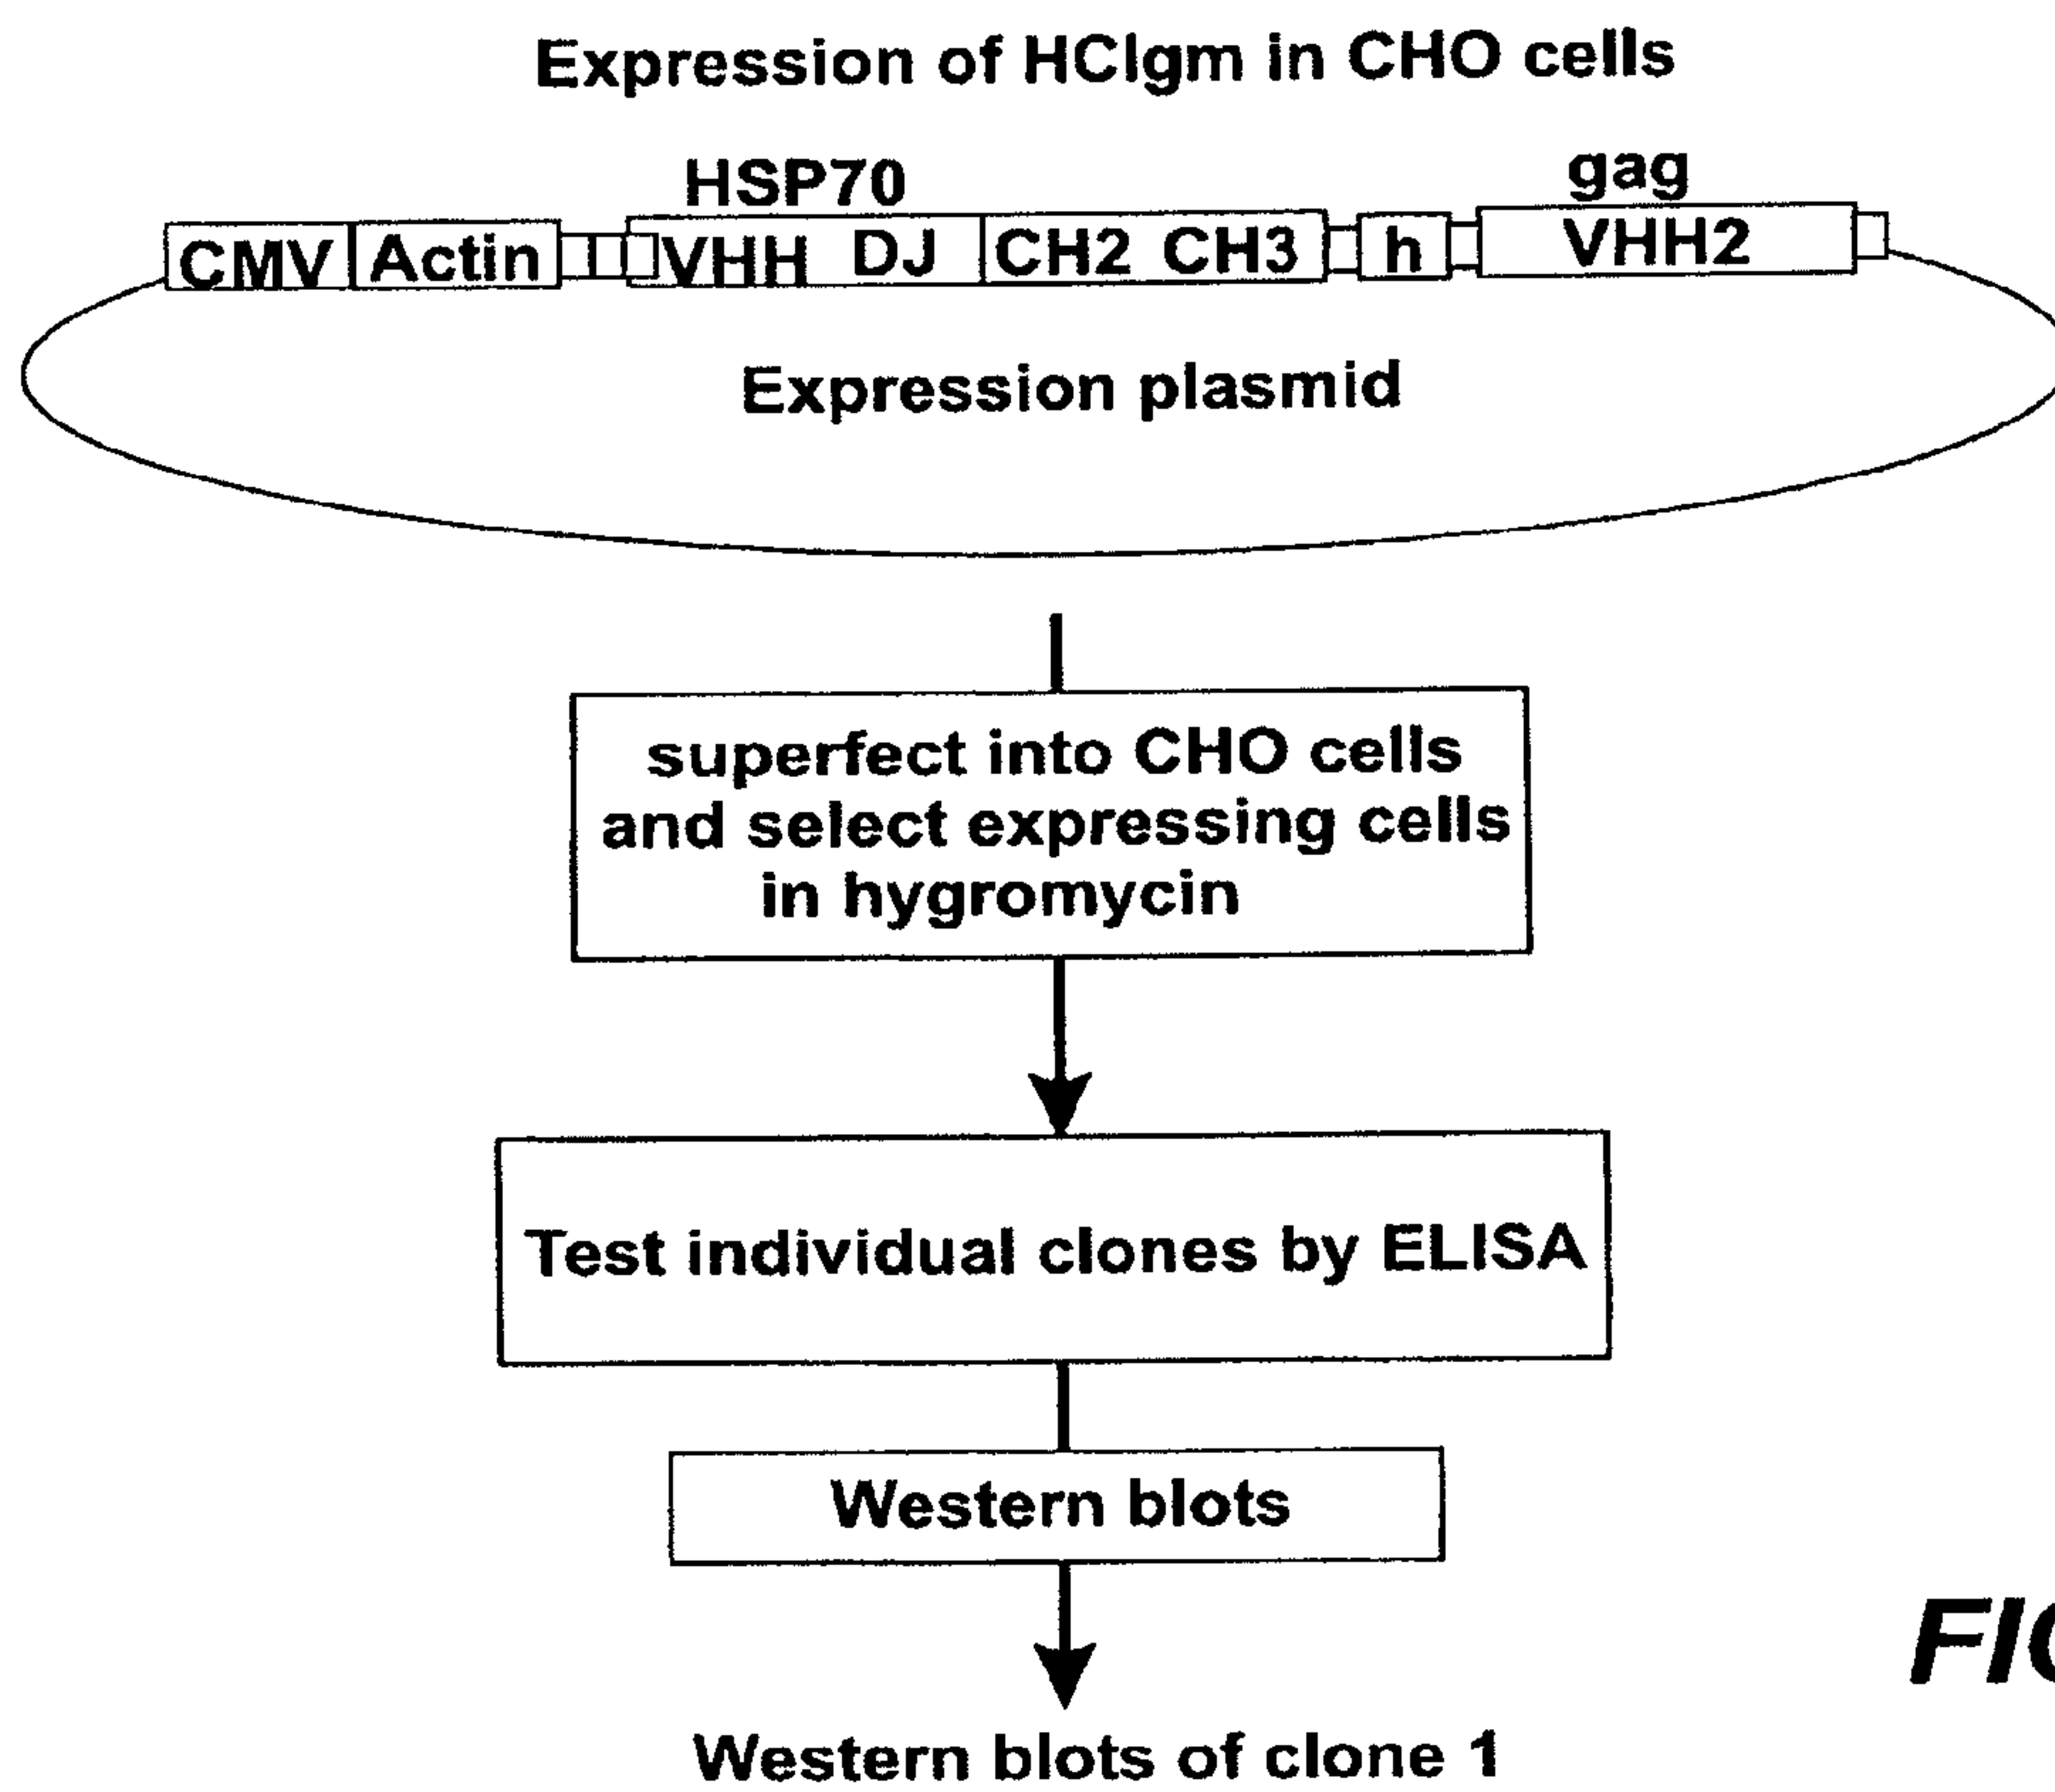 Expression of HCIgm in CHO cells
HSP70 gag
CMV Actin VHH DJ CH2 CH3 h VHH2
Expression plasmid
superfect into CHO cells
and select expressing cells
in hygromycin
Test individual clones by ELISA
Western blots
Western blots of clone 1